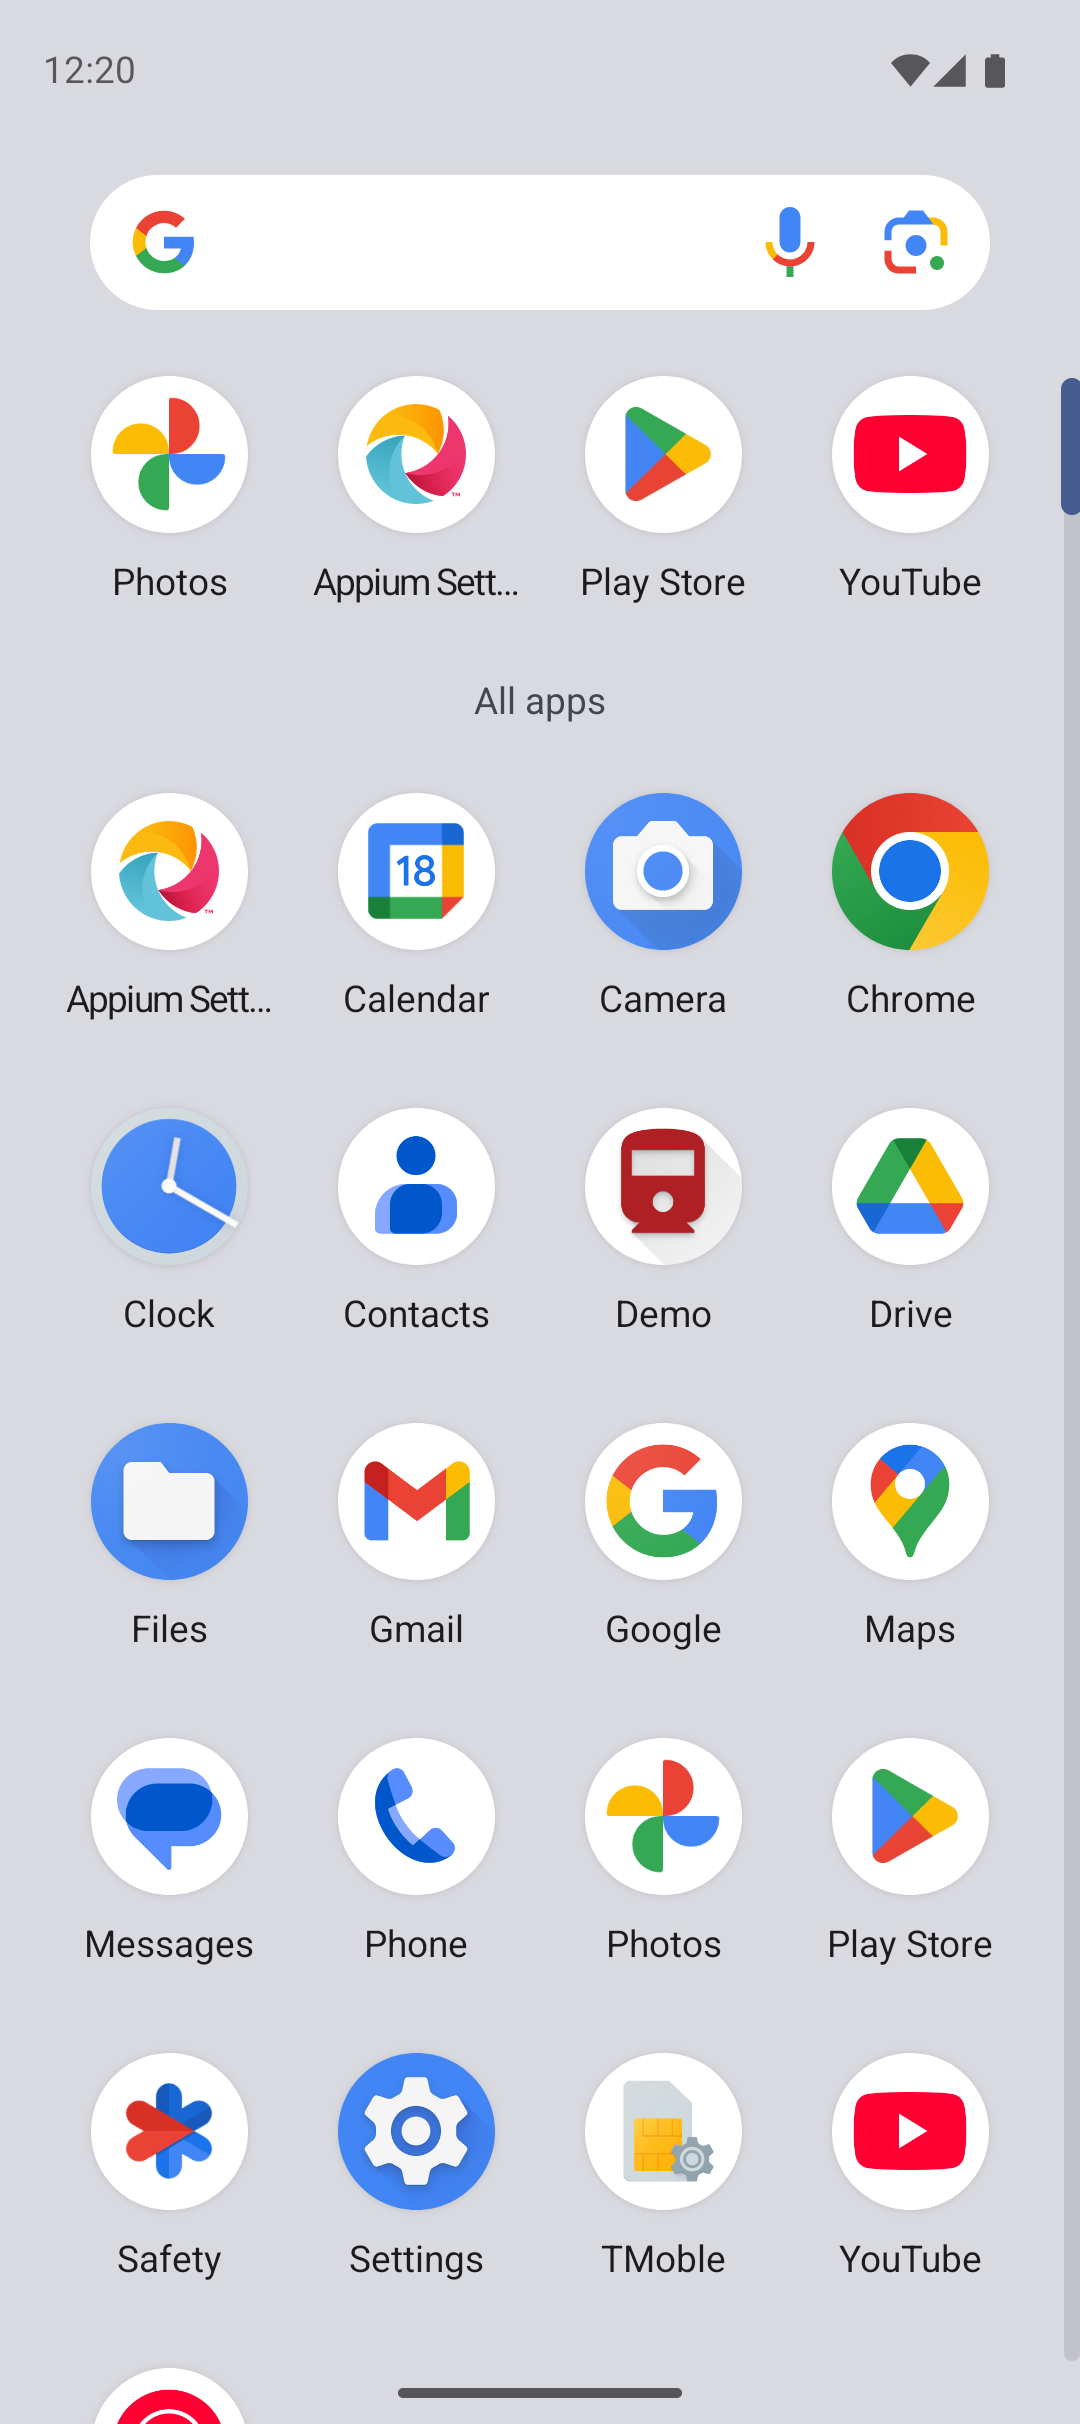 12:20
Photos
Appium Sett...
Play Store
YouTube
All apps
Appium Sett...
Calendar
Camera
Chrome
18
Clock
Contacts
Demo
Drive
Files
Gmail
Google
Maps
Messages
Phone
Photos
Play Store
Safety
Settings
TMoble
YouTube